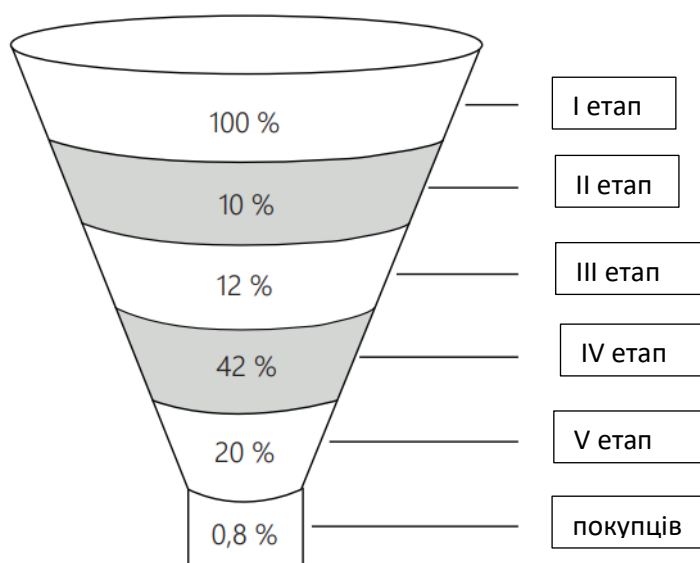 100 %
I етап
10 %
II етап
12 %
III етап
42 %
IV етап
20 %
V етап
0,8 %
покупців